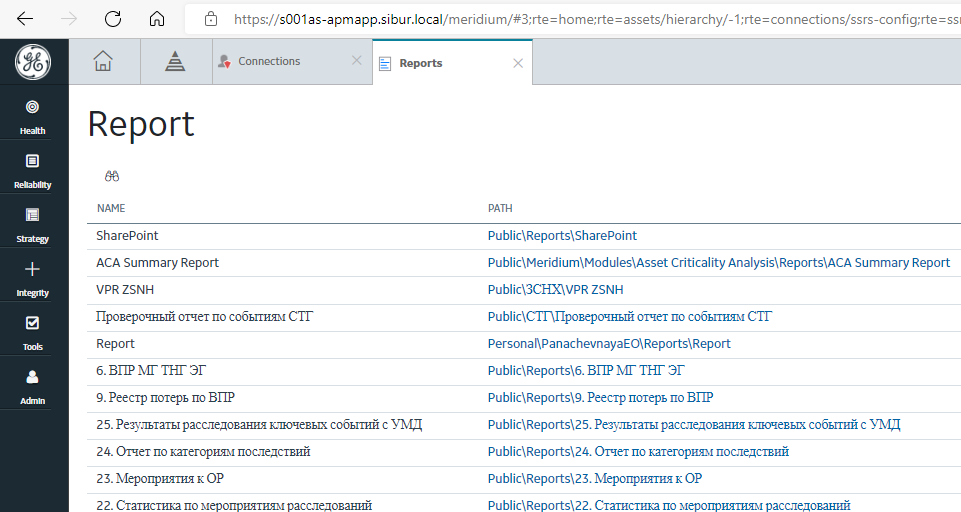 https://s001as-apmapp.sibur.local/meridium/#3;rte=home;rte=assets/hierarchy/-1;rte=connections/ssrs-config;rte=ss
Connections
Reports
Health
Reliability
Strategy
Integrity
Tools
Admin
Report
NAME PATH
SharePoint Public\Reports\SharePoint
ACA Summary Report Public\Meridium\Modules\Asset Criticality Analysis\Reports\ACA Summary Report
VPR ZSNH Public\ЗСНХ\VPR ZSNH
Проверочный отчет по событиям СТГ Public\СТГ\Проверочный отчет по событиям СТГ
Report Personal\PanachevnayaEO\Reports\Report
6. ВПР МГ ТНГ ЭГ Public\Reports\6. ВПР МГ ТНГ ЭГ
9. Реестр потерь по ВПР Public\Reports\9. Реестр потерь по ВПР
25. Результаты расследования ключевых событий с УМД Public\Reports\25. Результаты расследования ключевых событий с УМД
24. Отчет по категориям последствий Public\Reports\24. Отчет по категориям последствий
23. Мероприятия к ОР Public\Reports\23. Мероприятия к ОР
22. Статистика по мероприятиям расследований Public\Reports\22. Статистика по мероприятиям расследований